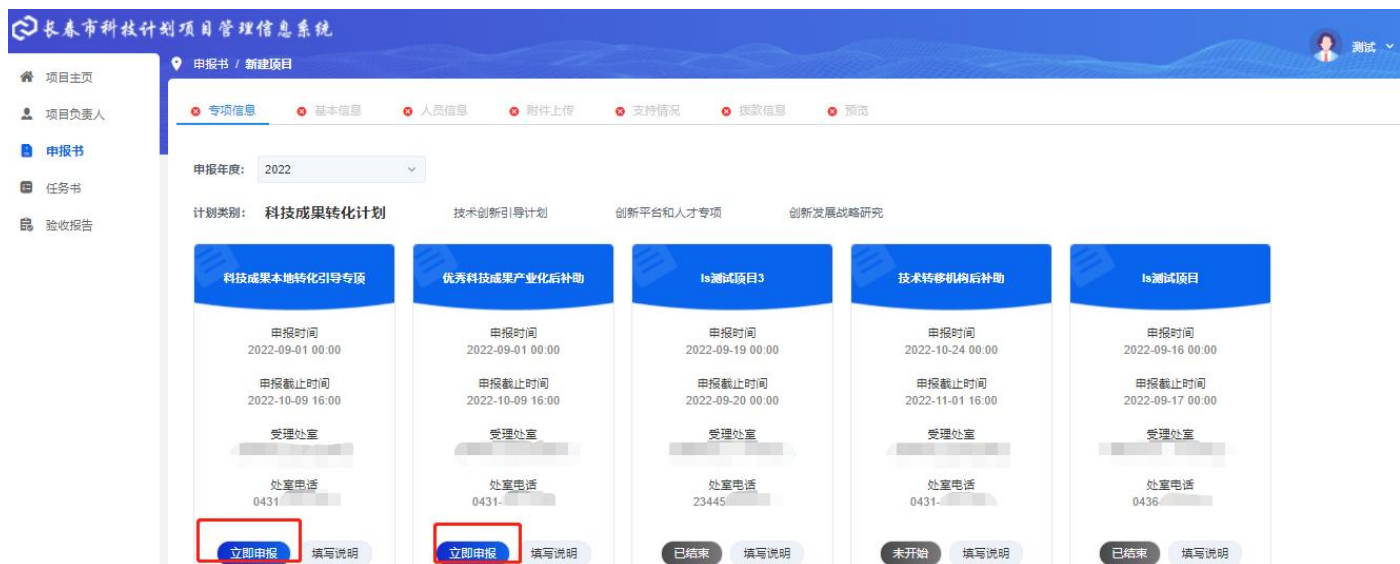 长春市科技计划项目管理信息系统
测试
申报书 / 新建项目
项目主页
项目负责人
申报书
任务书
验收报告
专项信息 基本信息 人员信息 附件上传 支持情况 拨款信息 预览
申报年度: 2022
计划类别: 科技成果转化计划 技术创新引导计划 创新平台和人才专项 创新发展战略研究
科技成果本地转化引导专项
申报时间
2022-09-01 00:00
申报截止时间
2022-10-09 16:00
受理处室
处室电话
0431
立即申报 填写说明
优秀科技成果产业化后补助
申报时间
2022-09-01 00:00
申报截止时间
2022-10-09 16:00
受理处室
处室电话
0431-
立即申报 填写说明
ls测试项目3
申报时间
2022-09-19 00:00
申报截止时间
2022-09-20 00:00
受理处室
处室电话
23445
已结束 填写说明
技术转移机构后补助
申报时间
2022-10-24 00:00
申报截止时间
2022-11-01 16:00
受理处室
处室电话
0431-
未开始 填写说明
ls测试项目
申报时间
2022-09-16 00:00
申报截止时间
2022-09-17 00:00
受理处室
处室电话
0436
已结束 填写说明